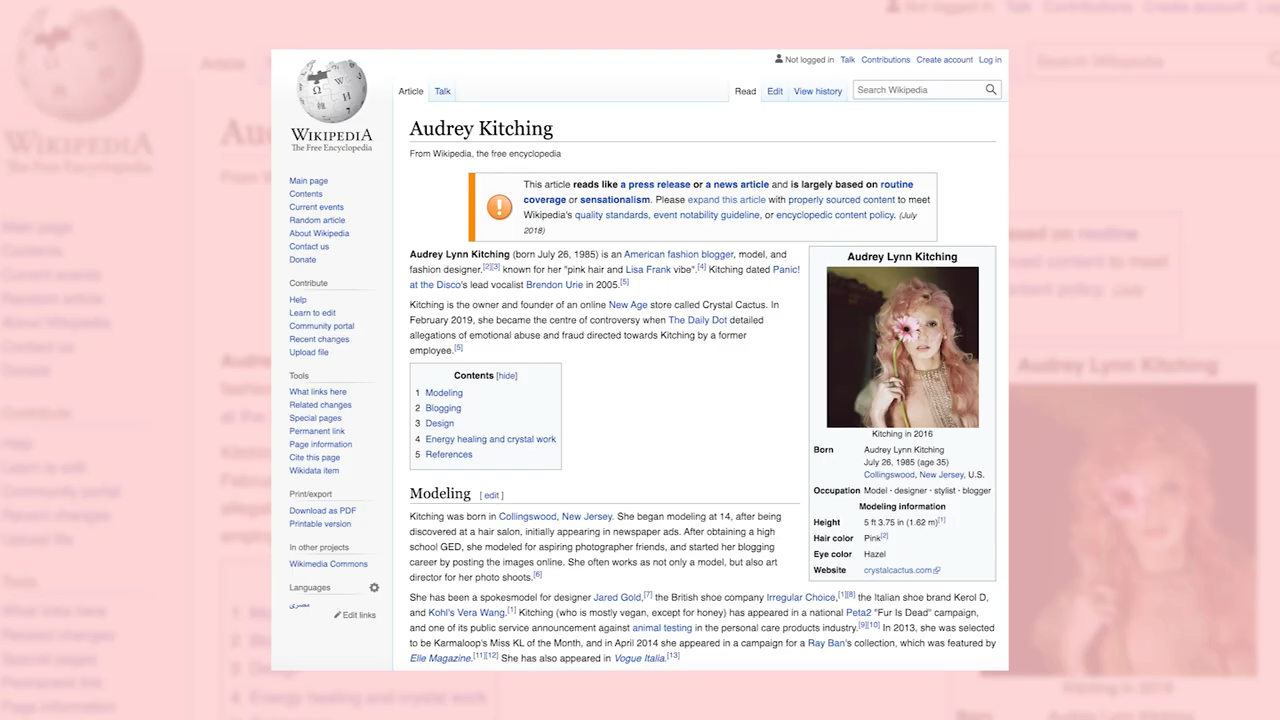 Not logged in Talk Contributions Create account Log in
Article Talk Read Edit View history Search Wikipedia
WIKIPEDIA
The Free Encyclopedia
Main page
Contents
Current events
Random article
About Wikipedia
Contact us
Donate
Contribute
Help
Learn to edit
Community portal
Recent changes
Upload file
Tools
What links here
Related changes
Special pages
Permanent link
Page information
Cite this page
Wikidata item
Print/export
Download as PDF
Printable version
In other projects
Wikimedia Commons
Languages
مصرى
Edit links
Audrey Kitching
From Wikipedia, the free encyclopedia
This article reads like a press release or a news article and is largely based on routine
coverage or sensationalism. Please expand this article with properly sourced content to meet
Wikipedia's quality standards, event notability guideline, or encyclopedic content policy. (July
2018)
Audrey Lynn Kitching (born July 26, 1985) is an American fashion blogger, model, and
fashion designer.[2][3] known for her "pink hair and Lisa Frank vibe".[4] Kitching dated Panic!
at the Disco's lead vocalist Brendon Urie in 2005.[5]
Kitching is the owner and founder of an online New Age store called Crystal Cactus. In
February 2019, she became the centre of controversy when The Daily Dot detailed
allegations of emotional abuse and fraud directed towards Kitching by a former
employee.[5]
Contents [hide]
1 Modeling
2 Blogging
3 Design
4 Energy healing and crystal work
5 References
Audrey Lynn Kitching
Kitching in 2016
Born Audrey Lynn Kitching
July 26, 1985 (age 35)
Collingswood, New Jersey, U.S.
Occupation Model · designer · stylist · blogger
Modeling information
Height 5 ft 3.75 in (1.62 m)[1]
Hair color Pink[2]
Eye color Hazel
Website crystalcactus.com
Modeling [ edit ]
Kitching was born in Collingswood, New Jersey. She began modeling at 14, after being
discovered at a hair salon, initially appearing in newspaper ads. After obtaining a high
school GED, she modeled for aspiring photographer friends, and started her blogging
career by posting the images online. She often works as not only a model, but also art
director for her photo shoots.[6]
She has been a spokesmodel for designer Jared Gold,[7] the British shoe company Irregular Choice,[1][8] the Italian shoe brand Kerol D,
and Kohl's Vera Wang.[1] Kitching (who is mostly vegan, except for honey) has appeared in a national Peta2 "Fur Is Dead" campaign,
and one of its public service announcement against animal testing in the personal care products industry.[9][10] In 2013, she was selected
to be Karmaloop's Miss KL of the Month, and in April 2014 she appeared in a campaign for a Ray Ban's collection, which was featured by
Elle Magazine.[11][12] She has also appeared in Vogue Italia.[13]